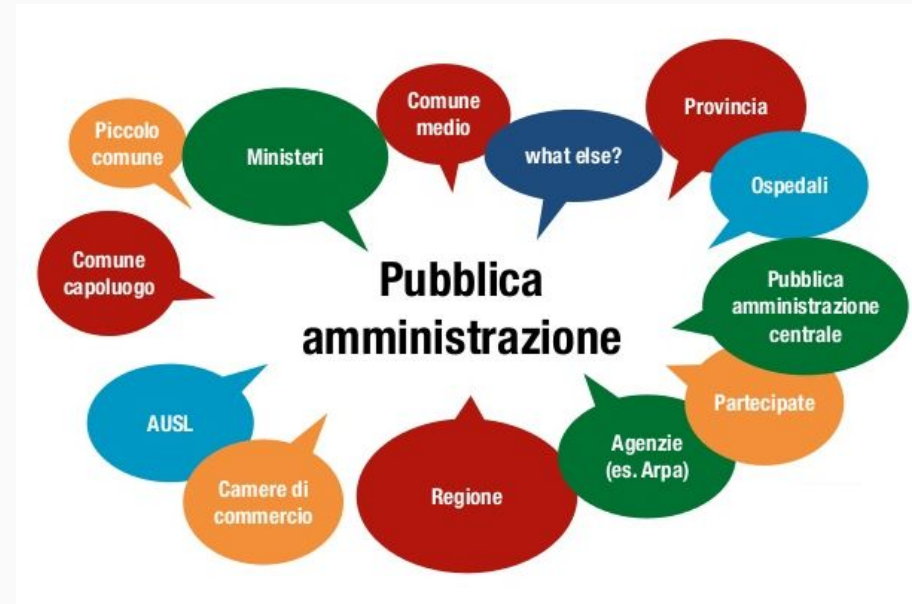 Piccolo
comune
Ministeri
Comune
medio
what else?
Provincia
Ospedali
Comune
capoluogo
Pubblica
amministrazione
Pubblica
amministrazione
centrale
Partecipate
AUSL
Camere di
commercio
Regione
Agenzie
(es. Arpa)